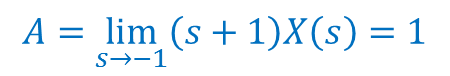 A = lim s→−1 (s + 1)X(s) = 1